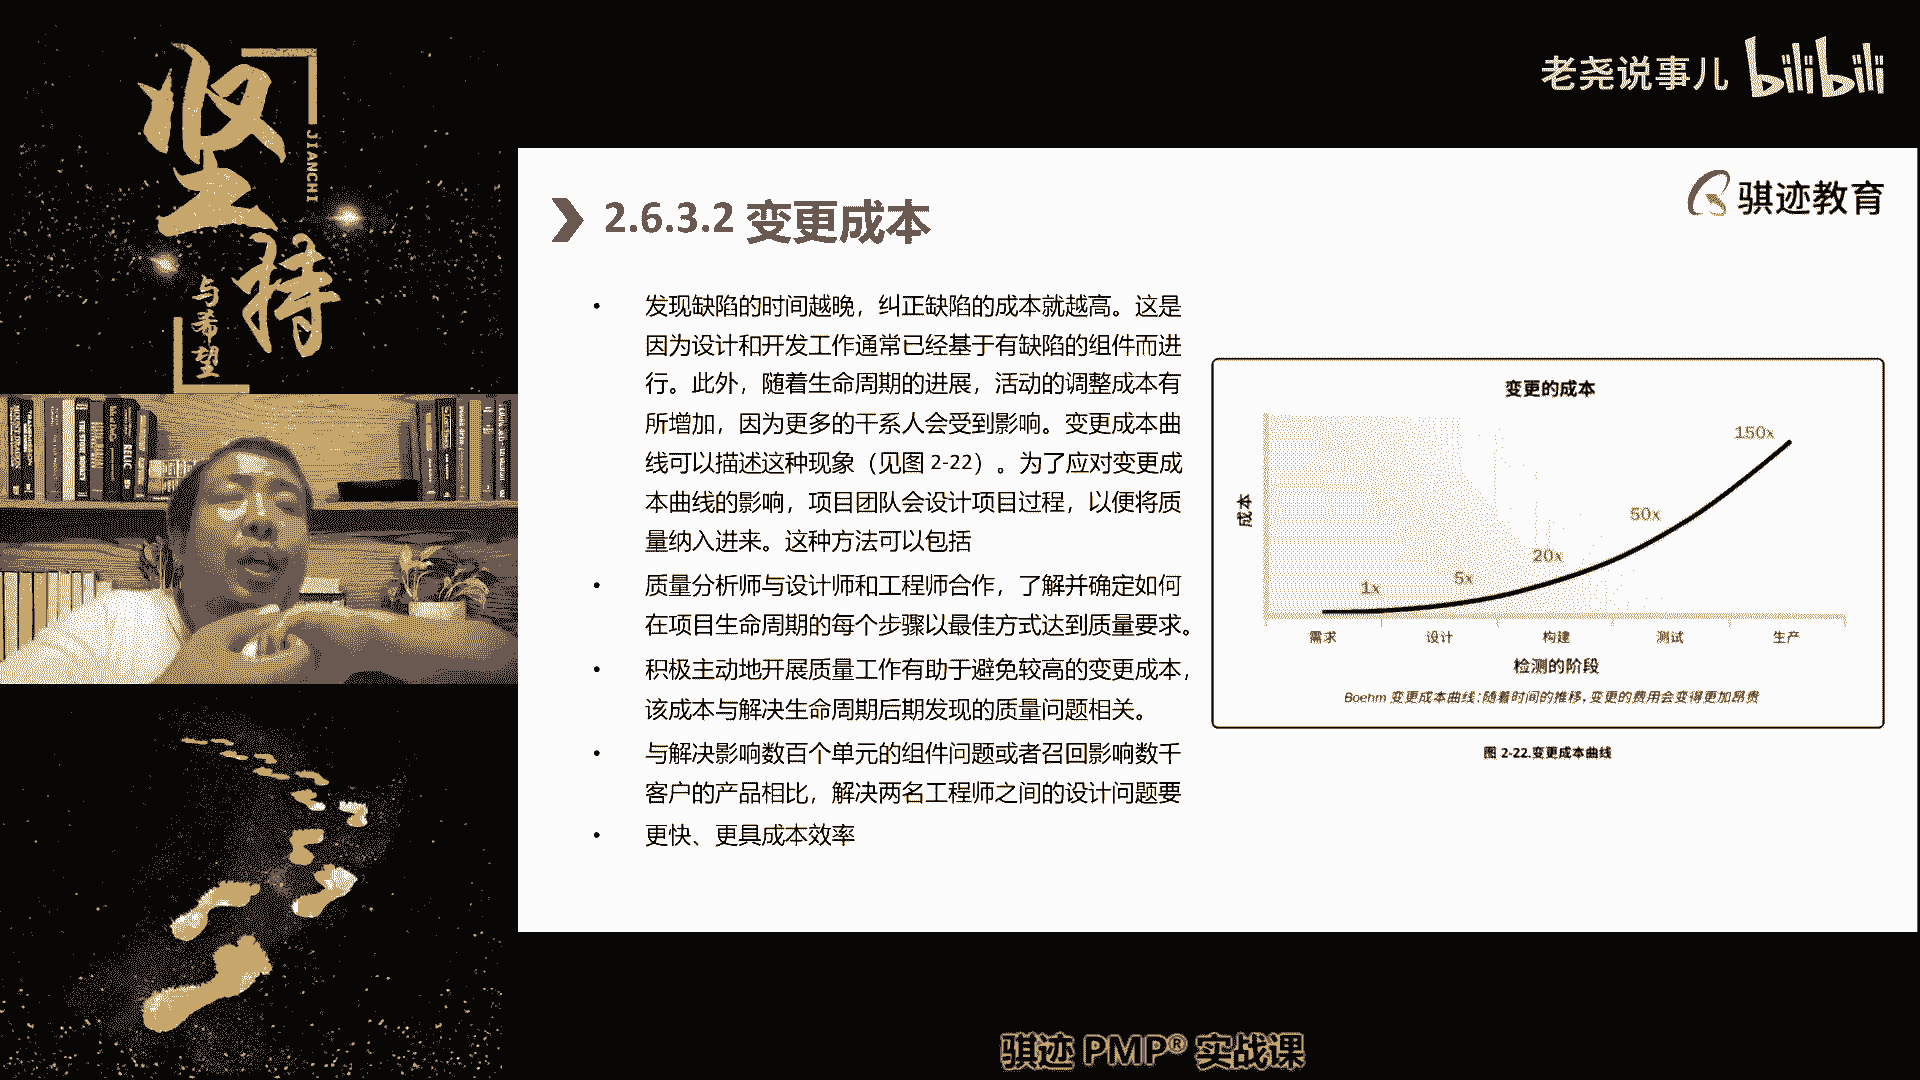 坚
持
JIANCHI
与
希
望
老尧说事儿 bilibili
骐迹教育
2.6.3.2 变更成本
• 发现缺陷的时间越晚，纠正缺陷的成本就越高。这是
因为设计和开发工作通常已经基于有缺陷的组件而进
行。此外，随着生命周期的进展，活动的调整成本有
所增加，因为更多的干系人会受到影响。变更成本曲
线可以描述这种现象（见图 2-22）。为了应对变更成
本曲线的影响，项目团队会设计项目过程，以便将质
量纳入进来。这种方法可以包括
• 质量分析师与设计师和工程师合作，了解并确定如何
在项目生命周期的每个步骤以最佳方式达到质量要求。
• 积极主动地开展质量工作有助于避免较高的变更成本，
该成本与解决生命周期后期发现的质量问题相关。
• 与解决影响数百个单元的组件问题或者召回影响数千
客户的产品相比，解决两名工程师之间的设计问题要
• 更快、更具成本效率
变更的成本
150x
50x
20x
5x
1x
成本
需求 设计 构建 测试 生产
检测的阶段
Boehm 变更成本曲线：随着时间的推移，变更的费用会变得更加昂贵
图 2-22.变更成本曲线
骐迹 PMP® 实战课